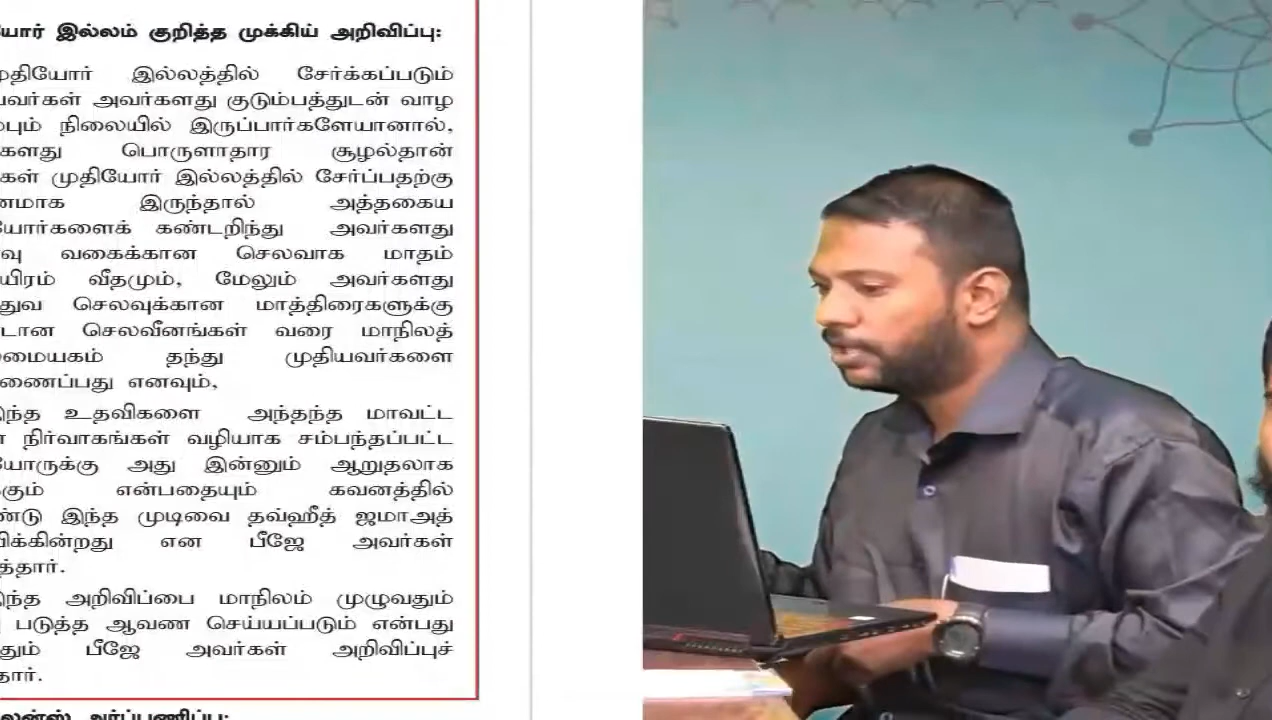 யோர் இல்லம் குறித்த முக்கிய் அறிவிப்பு:
முதியோர் இல்லத்தில் சேர்க்கப்படும்
பவர்கள் அவர்களது குடும்பத்துடன் வாழ
ம்பும் நிலையில் இருப்பார்களேயானால்,
களது பொருளாதார சூழல்தான்
கள் முதியோர் இல்லத்தில் சேர்ப்பதற்கு
னமாக இருந்தால் அத்தகைய
யோர்களைக் கண்டறிந்து அவர்களது
வு வகைக்கான செலவாக மாதம்
யிரம் வீதமும், மேலும் அவர்களது
துவ செலவுக்கான மாத்திரைகளுக்கு
டான செலவீனங்கள் வரை மாநிலத்
மையகம் தந்து முதியவர்களை
ணைப்பது எனவும்,
இந்த உதவிகளை அந்தந்த மாவட்ட
நிர்வாகங்கள் வழியாக சம்பந்தப்பட்ட
யோருக்கு அது இன்னும் ஆறுதலாக
கும் என்பதையும் கவனத்தில்
ண்டு இந்த முடிவை தவ்ஹீத் ஜமாஅத்
விக்கின்றது என பீஜே அவர்கள்
த்தார்.
இந்த அறிவிப்பை மாநிலம் முழுவதும்
படுத்த ஆவண செய்யப்படும் என்பது
தும் பீஜே அவர்கள் அறிவிப்புச்
தார்.